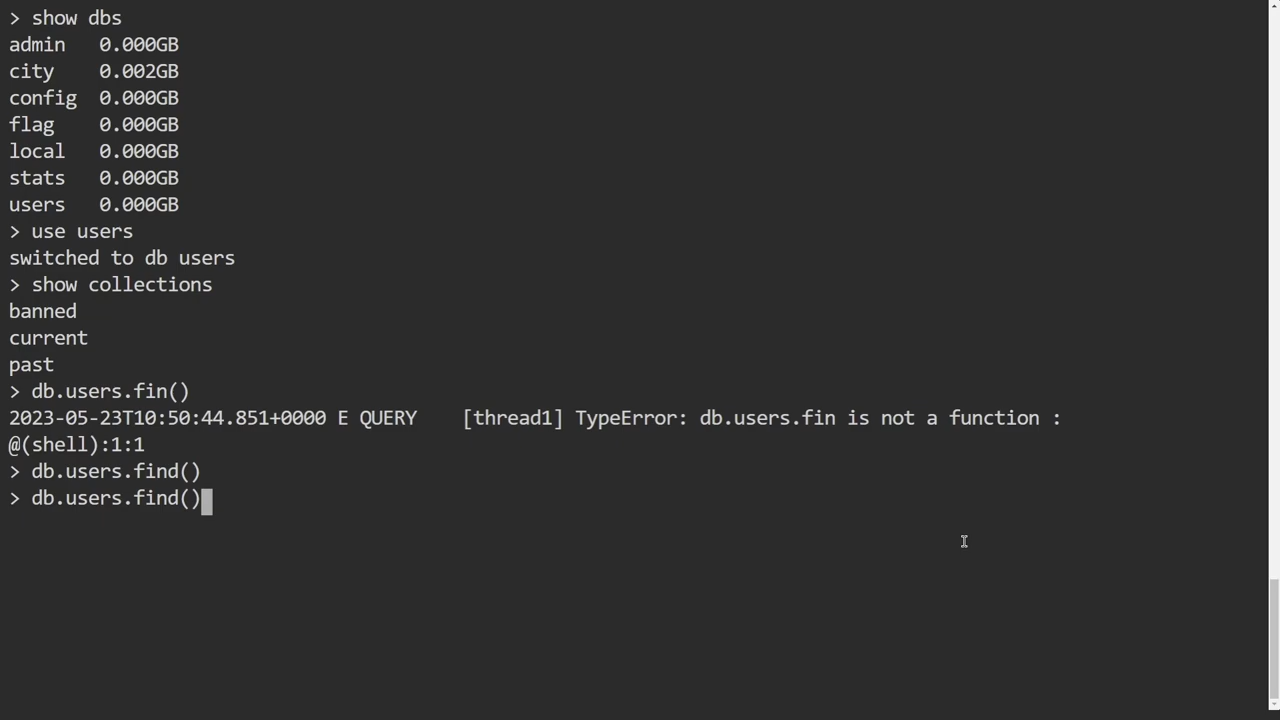 > show dbs
admin   0.000GB
city    0.002GB
config  0.000GB
flag    0.000GB
local   0.000GB
stats   0.000GB
users   0.000GB
> use users
switched to db users
> show collections
banned
current
past
> db.users.fin()
2023-05-23T10:50:44.851+0000 E QUERY    [thread1] TypeError: db.users.fin is not a function :
@(shell):1:1
> db.users.find()
> db.users.find()